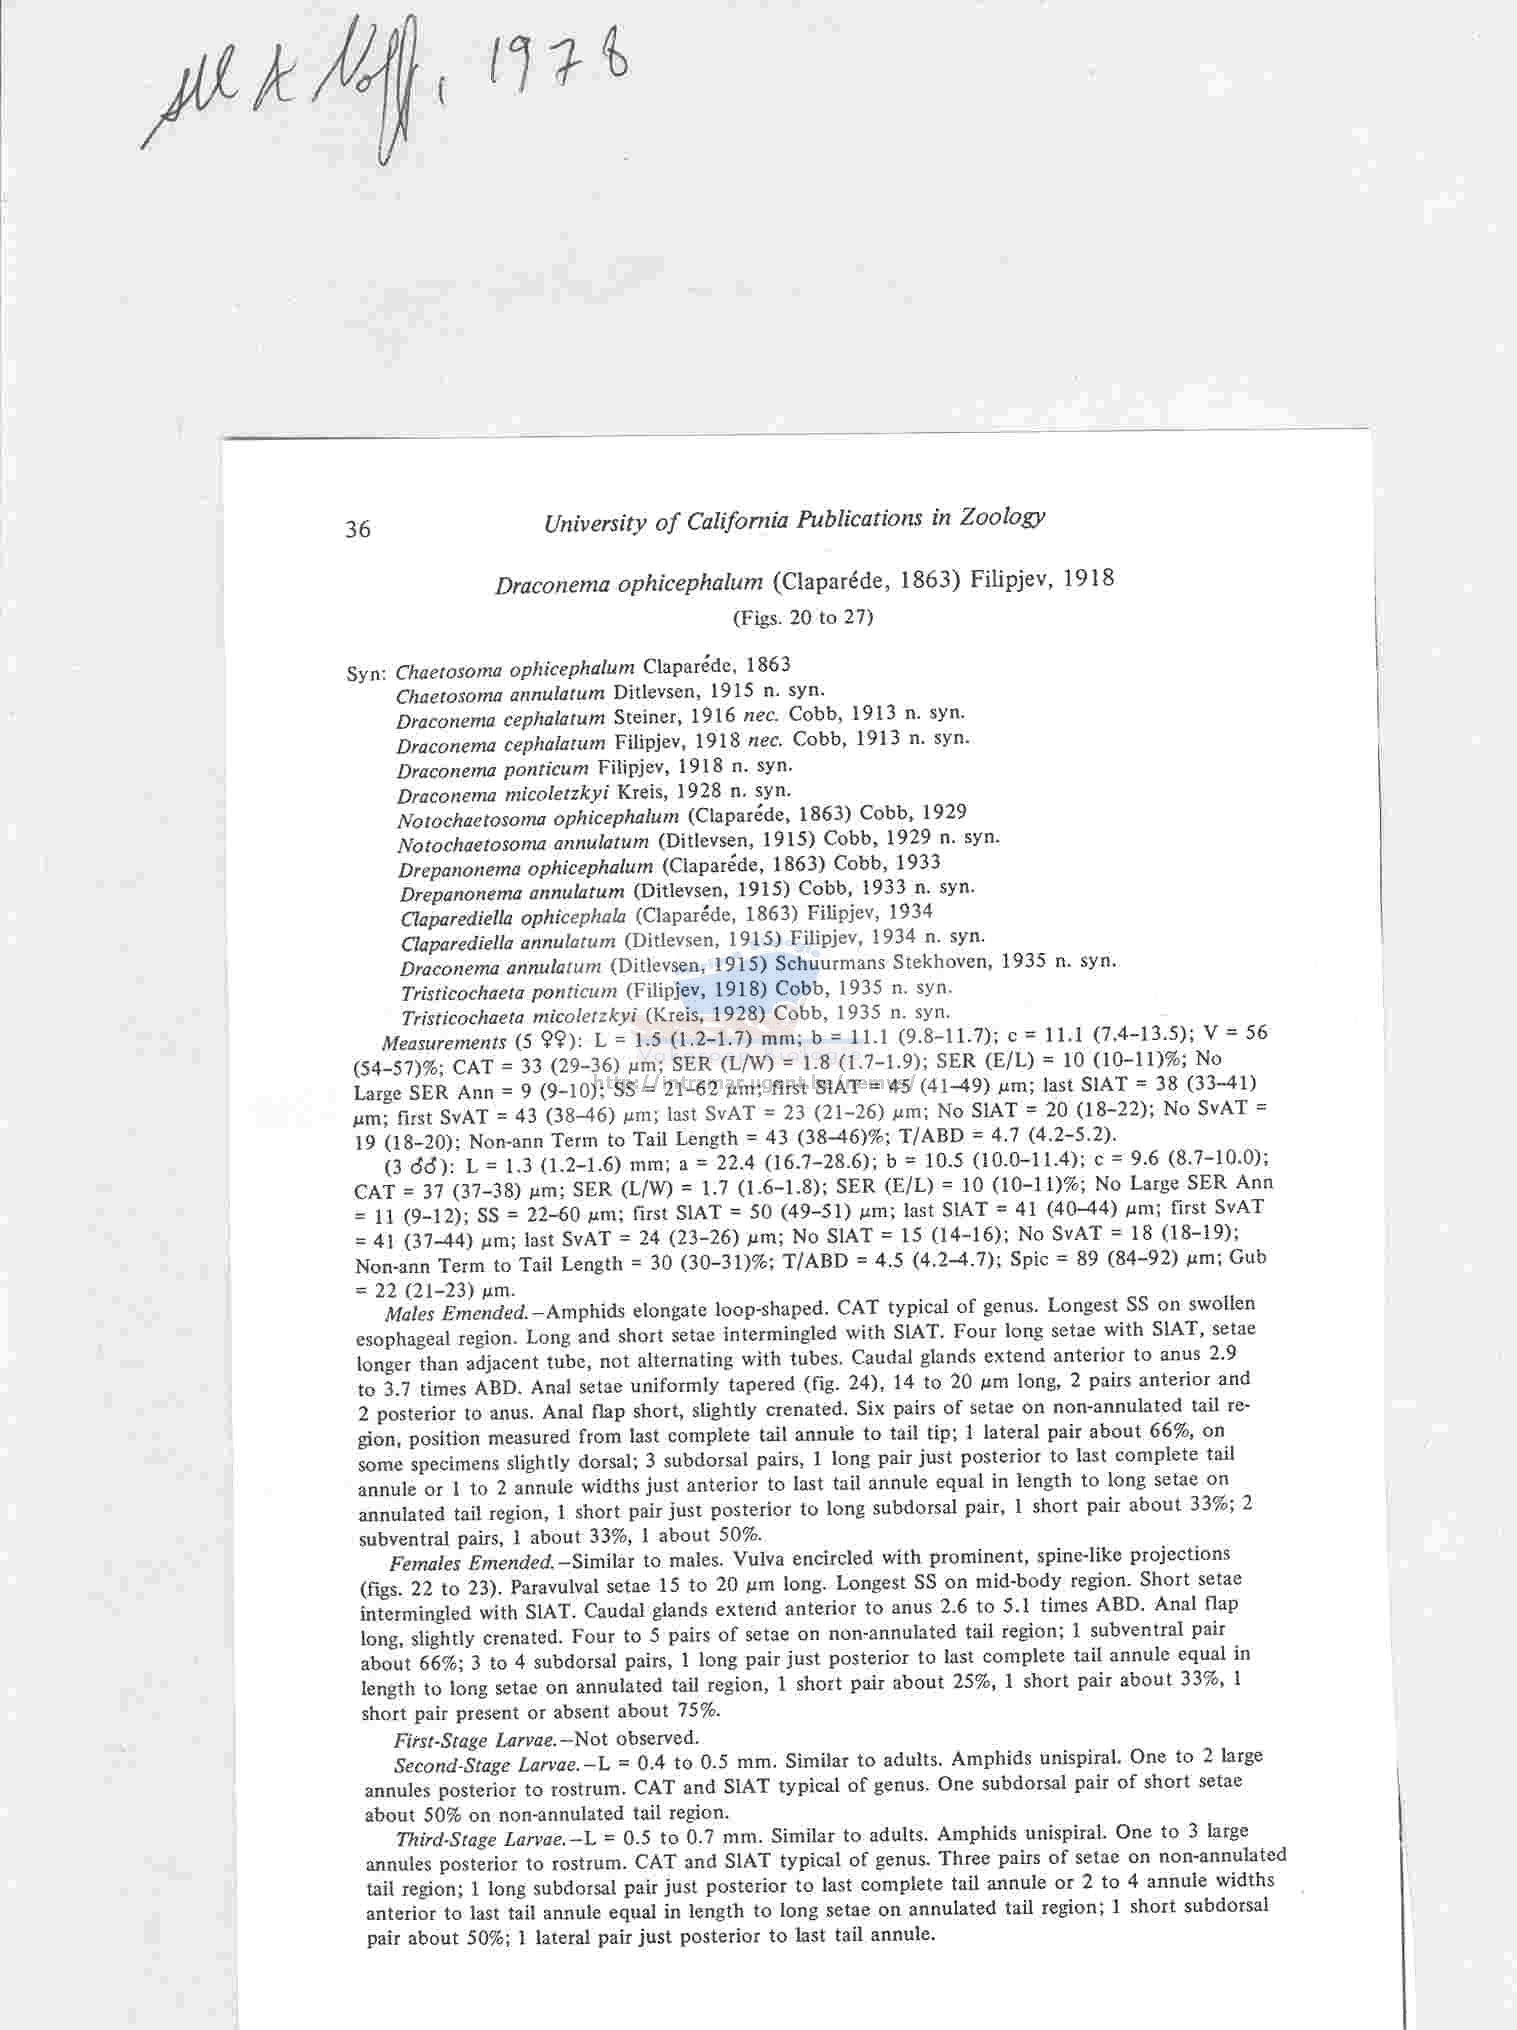 Allen & Noffs, 1978
36
University of California Publications in Zoology
Draconema ophicephalum (Claparéde, 1863) Filipjev, 1918
(Figs. 20 to 27)
Syn: Chaetosoma ophicephalum Claparéde, 1863
Chaetosoma annulatum Ditlevsen, 1915 n. syn.
Draconema cephalatum Steiner, 1916 nec. Cobb, 1913 n. syn.
Draconema cephalatum Filipjev, 1918 nec. Cobb, 1913 n. syn.
Draconema ponticum Filipjev, 1918 n. syn.
Draconema micoletzkyi Kreis, 1928 n. syn.
Notochaetosoma ophicephalum (Claparéde, 1863) Cobb, 1929
Notochaetosoma annulatum (Ditlevsen, 1915) Cobb, 1929 n. syn.
Drepanonema ophicephalum (Claparéde, 1863) Cobb, 1933
Drepanonema annulatum (Ditlevsen, 1915) Cobb, 1933 n. syn.
Claparediella ophicephala (Claparéde, 1863) Filipjev, 1934
Claparediella annulatum (Ditlevsen, 1915) Filipjev, 1934 n. syn.
Draconema annulatum (Ditlevsen, 1915) Schuurmans Stekhoven, 1935 n. syn.
Tristicochaeta ponticum (Filipjev, 1918) Cobb, 1935 n. syn.
Tristicochaeta micoletzkyi (Kreis, 1928) Cobb, 1935 n. syn.
Measurements (5 ♀♀): L = 1.5 (1.2–1.7) mm; b = 11.1 (9.8–11.7); c = 11.1 (7.4–13.5); V = 56
(54–57)%; CAT = 33 (29–36) μm; SER (L/W) = 1.8 (1.7–1.9); SER (E/L) = 10 (10–11)%; No
Large SER Ann = 9 (9–10); SS = 21–62 μm; first SlAT = 45 (41–49) μm; last SlAT = 38 (33–41)
μm; first SvAT = 43 (38–46) μm; last SvAT = 23 (21–26) μm; No SlAT = 20 (18–22); No SvAT =
19 (18–20); Non-ann Term to Tail Length = 43 (38–46)%; T/ABD = 4.7 (4.2–5.2).
(3 ♂♂): L = 1.3 (1.2–1.6) mm; a = 22.4 (16.7–28.6); b = 10.5 (10.0–11.4); c = 9.6 (8.7–10.0);
CAT = 37 (37–38) μm; SER (L/W) = 1.7 (1.6–1.8); SER (E/L) = 10 (10–11)%; No Large SER Ann
= 11 (9–12); SS = 22–60 μm; first SlAT = 50 (49–51) μm; last SlAT = 41 (40–44) μm; first SvAT
= 41 (37–44) μm; last SvAT = 24 (23–26) μm; No SlAT = 15 (14–16); No SvAT = 18 (18–19);
Non-ann Term to Tail Length = 30 (30–31)%; T/ABD = 4.5 (4.2–4.7); Spic = 89 (84–92) μm; Gub
= 22 (21–23) μm.
Males Emended.—Amphids elongate loop-shaped. CAT typical of genus. Longest SS on swollen
esophageal region. Long and short setae intermingled with SlAT. Four long setae with SlAT, setae
longer than adjacent tube, not alternating with tubes. Caudal glands extend anterior to anus 2.9
to 3.7 times ABD. Anal setae uniformly tapered (fig. 24), 14 to 20 μm long, 2 pairs anterior and
2 posterior to anus. Anal flap short, slightly crenated. Six pairs of setae on non-annulated tail re-
gion, position measured from last complete tail annule to tail tip; 1 lateral pair about 66%, on
some specimens slightly dorsal; 3 subdorsal pairs, 1 long pair just posterior to last complete tail
annule or 1 to 2 annule widths just anterior to last tail annule equal in length to long setae on
annulated tail region, 1 short pair just posterior to long subdorsal pair, 1 short pair about 33%; 2
subventral pairs, 1 about 33%, 1 about 50%.
Females Emended.—Similar to males. Vulva encircled with prominent, spine-like projections
(figs. 22 to 23). Paravulval setae 15 to 20 μm long. Longest SS on mid-body region. Short setae
intermingled with SlAT. Caudal glands extend anterior to anus 2.6 to 5.1 times ABD. Anal flap
long, slightly crenated. Four to 5 pairs of setae on non-annulated tail region; 1 subventral pair
about 66%; 3 to 4 subdorsal pairs, 1 long pair just posterior to last complete tail annule equal in
length to long setae on annulated tail region, 1 short pair about 25%, 1 short pair about 33%, 1
short pair present or absent about 75%.
First-Stage Larvae.—Not observed.
Second-Stage Larvae.—L = 0.4 to 0.5 mm. Similar to adults. Amphids unispiral. One to 2 large
annules posterior to rostrum. CAT and SlAT typical of genus. One subdorsal pair of short setae
about 50% on non-annulated tail region.
Third-Stage Larvae.—L = 0.5 to 0.7 mm. Similar to adults. Amphids unispiral. One to 3 large
annules posterior to rostrum. CAT and SlAT typical of genus. Three pairs of setae on non-annulated
tail region; 1 long subdorsal pair just posterior to last complete tail annule or 2 to 4 annule widths
anterior to last tail annule equal in length to long setae on annulated tail region; 1 short subdorsal
pair about 50%; 1 lateral pair just posterior to last tail annule.